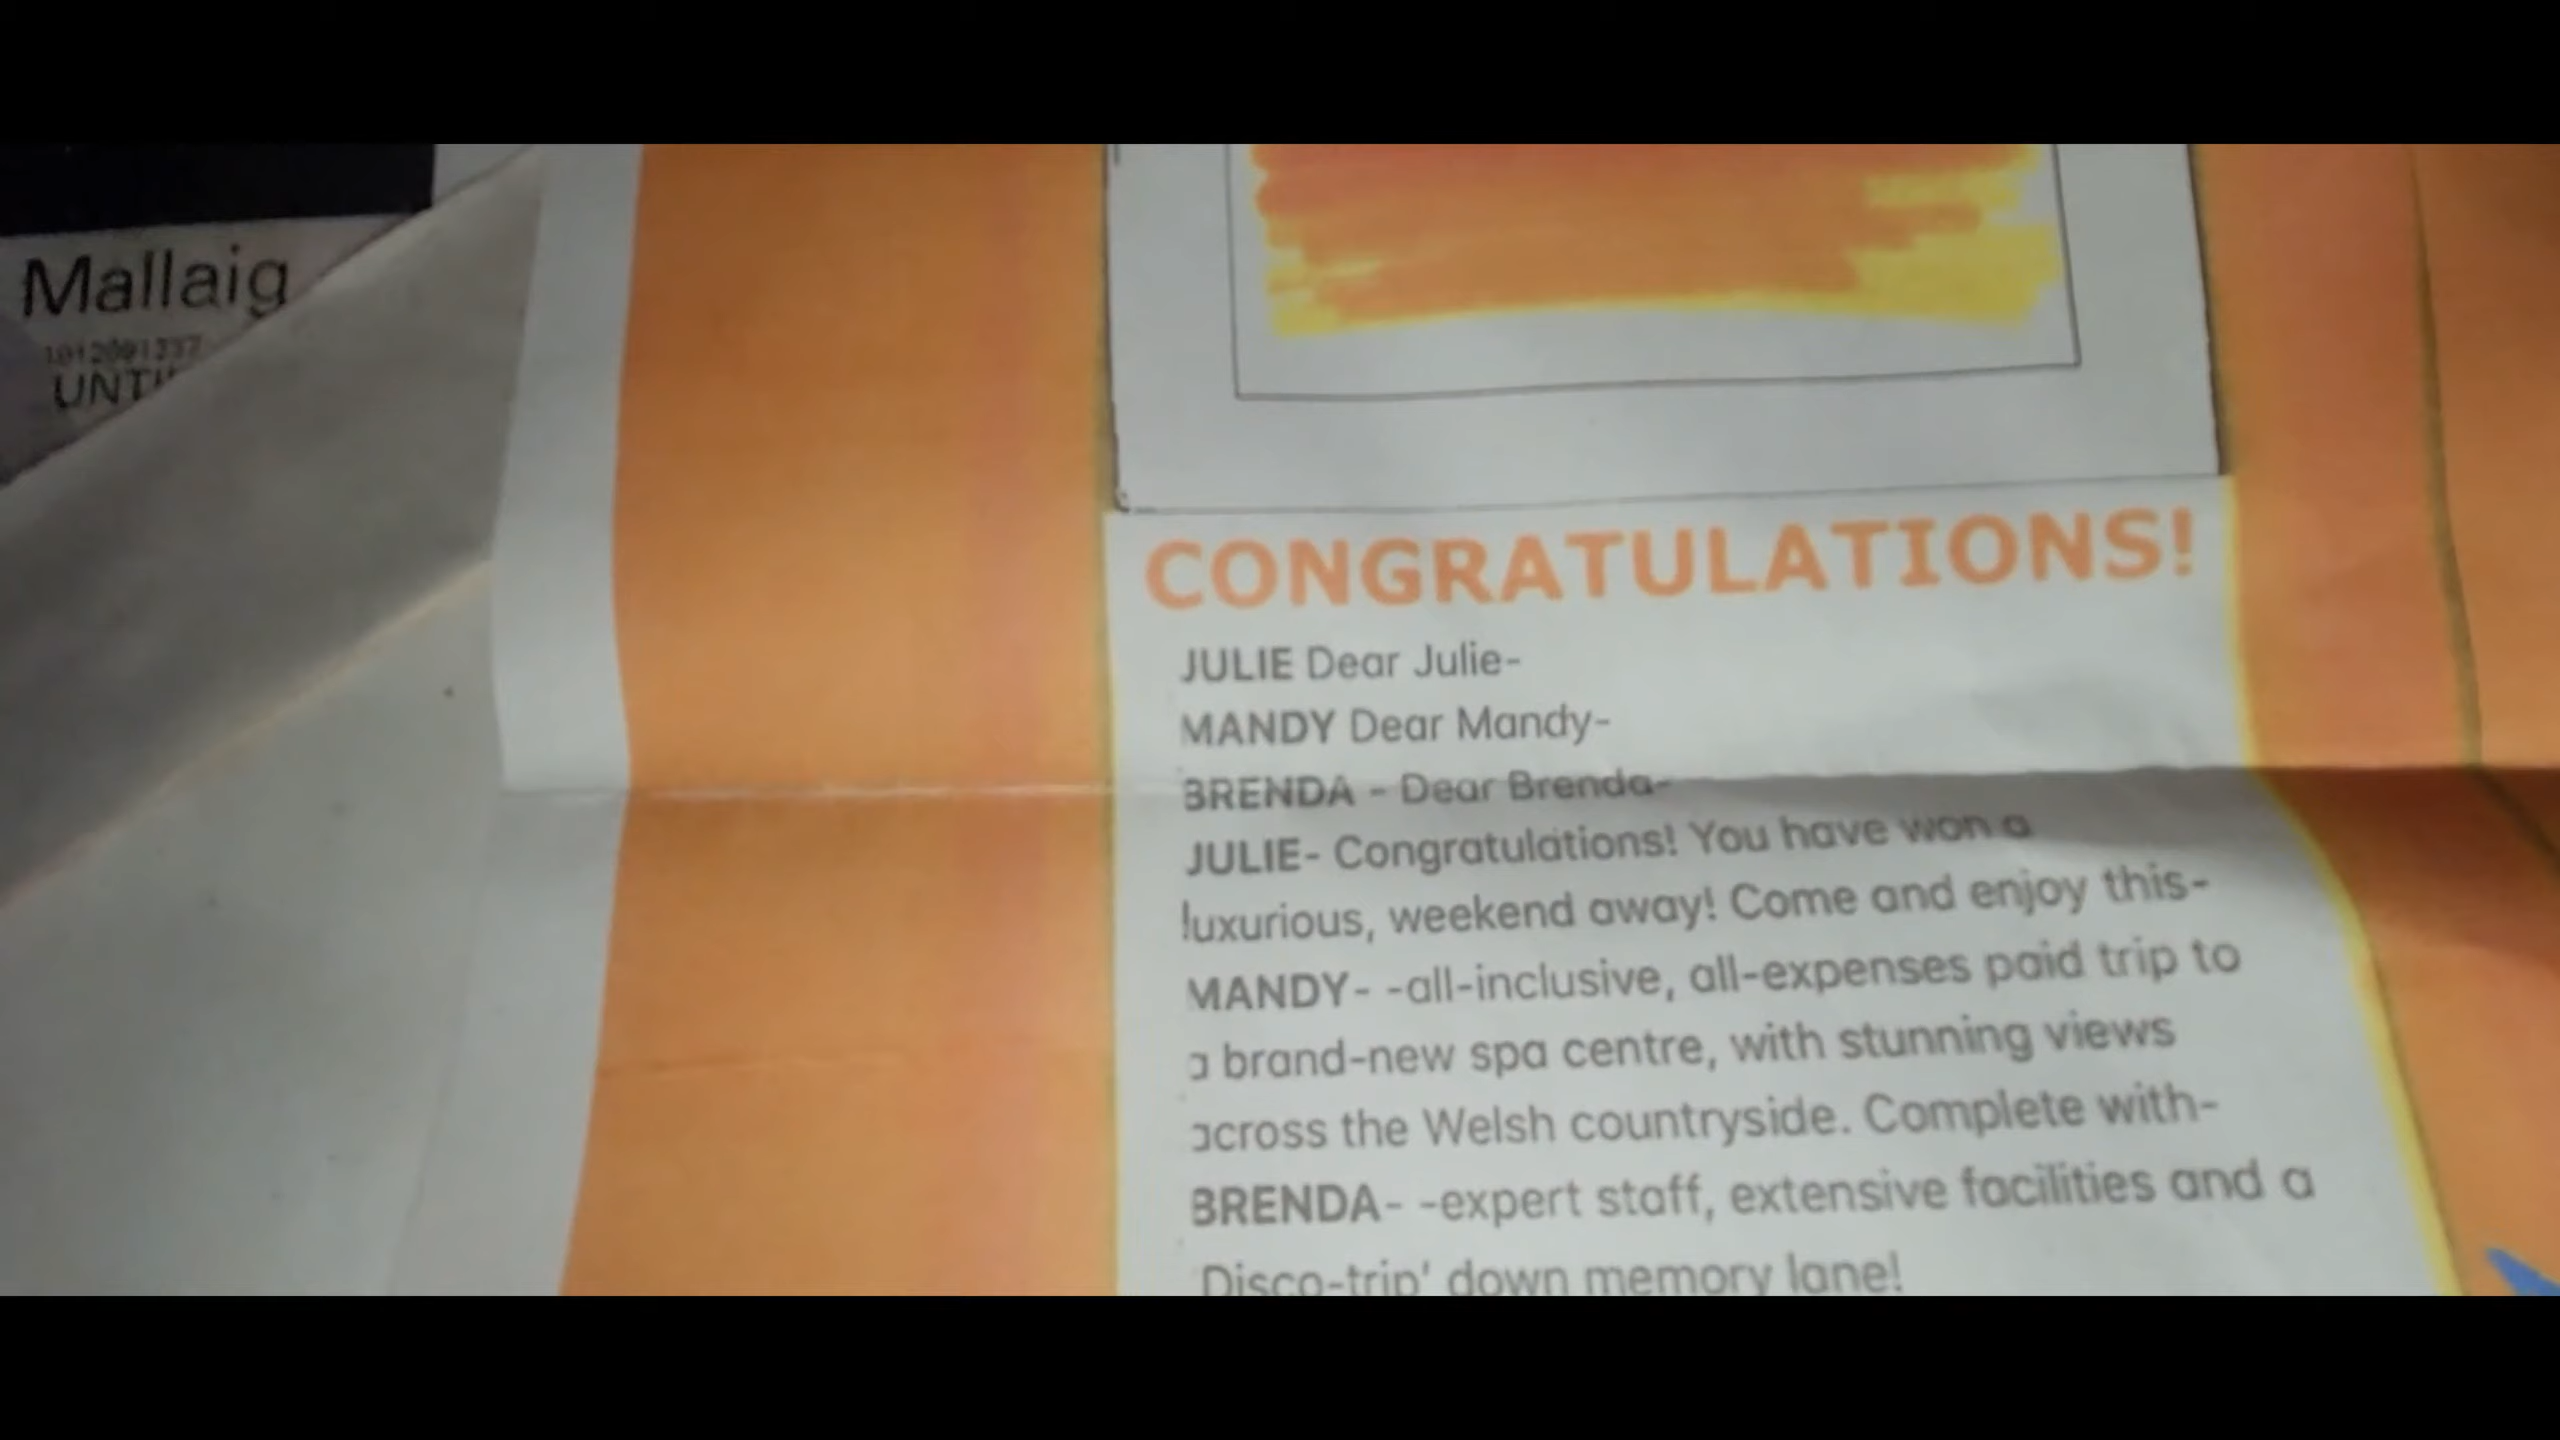 Mallaig
CONGRATULATIONS!
JULIE Dear Julie-
MANDY Dear Mandy-
BRENDA - Dear Brenda-
JULIE- Congratulations! You have won a
luxurious, weekend away! Come and enjoy this-
MANDY- -all-inclusive, all-expenses paid trip to
a brand-new spa centre, with stunning views
across the Welsh countryside. Complete with-
BRENDA- -expert staff, extensive facilities and a
Disco-trip' down memory lane!